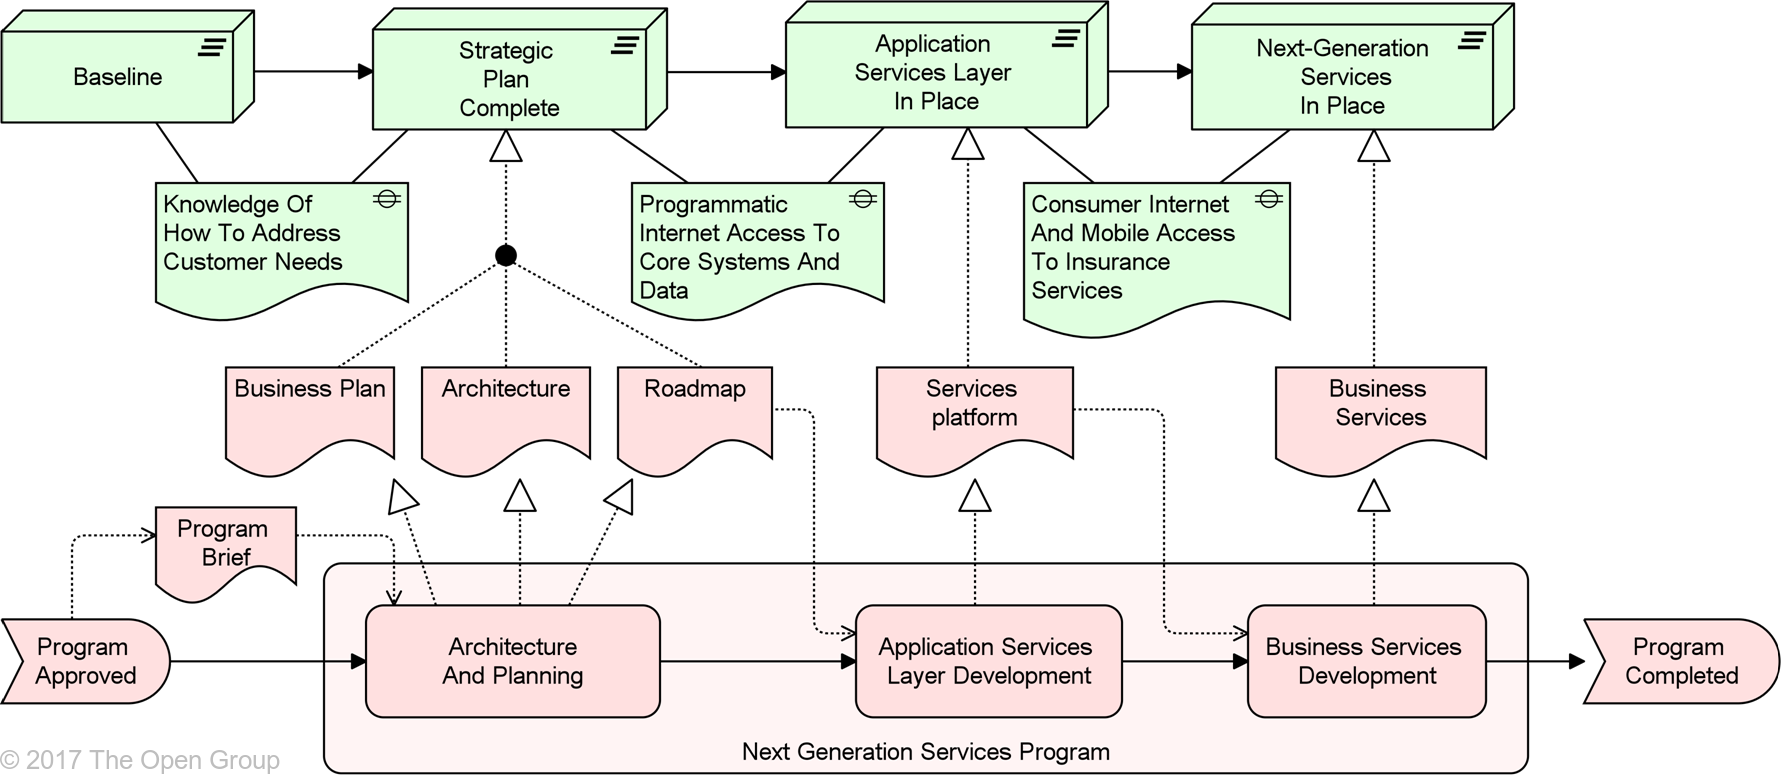 Baseline
Strategic
Plan
Complete
Application
Services Layer
In Place
Next-Generation
Services
In Place
Knowledge Of
How To Address
Customer Needs
Programmatic
Internet Access To
Core Systems And
Data
Consumer Internet
And Mobile Access
To Insurance
Services
Business Plan
Architecture
Roadmap
Services
platform
Business
Services
Program
Brief
Program
Approved
Architecture
And Planning
Application Services
Layer Development
Business Services
Development
Program
Completed
Next Generation Services Program
© 2017 The Open Group